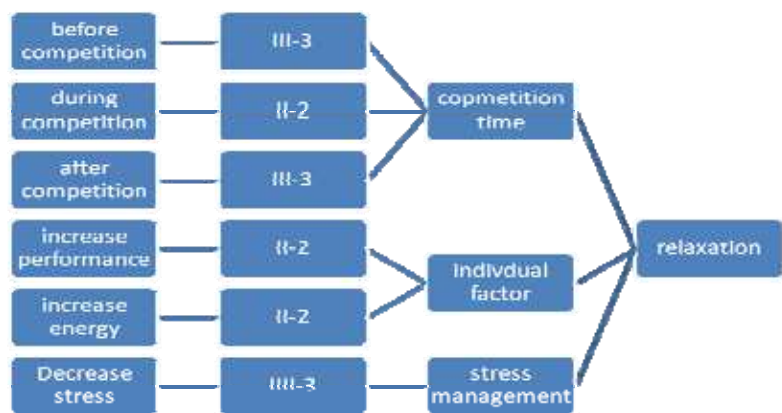 before
competition
III-3
during
competition
II-2
copmetition
time
after
competition
III-3
increase
performance
II-2
relaxation
indivdual
factor
increase
energy
II-2
Decrease
stress
IIII-3
stress
management